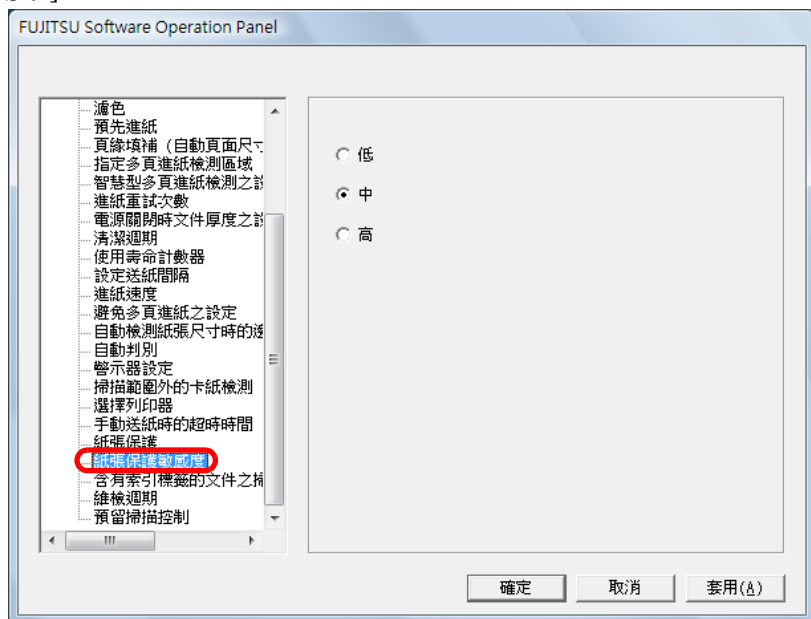 FUJITSU Software Operation Panel
濾色
預先進紙
頁緣填補（自動頁面尺寸
指定多頁進紙檢測區域
智慧型多頁進紙檢測之設
進紙重試次數
電源關閉時文件厚度之設
清潔週期
使用壽命計數器
設定送紙間隔
進紙速度
避免多頁進紙之設定
自動檢測紙張尺寸時的邊
自動判別
警示器設定
掃描範圍外的卡紙檢測
選擇列印器
手動送紙時的超時時間
紙張保護
紙張保護敏感度
含有索引標籤的文件之掃
維檢週期
預留掃描控制
低
中
高
確定 取消 套用(A)